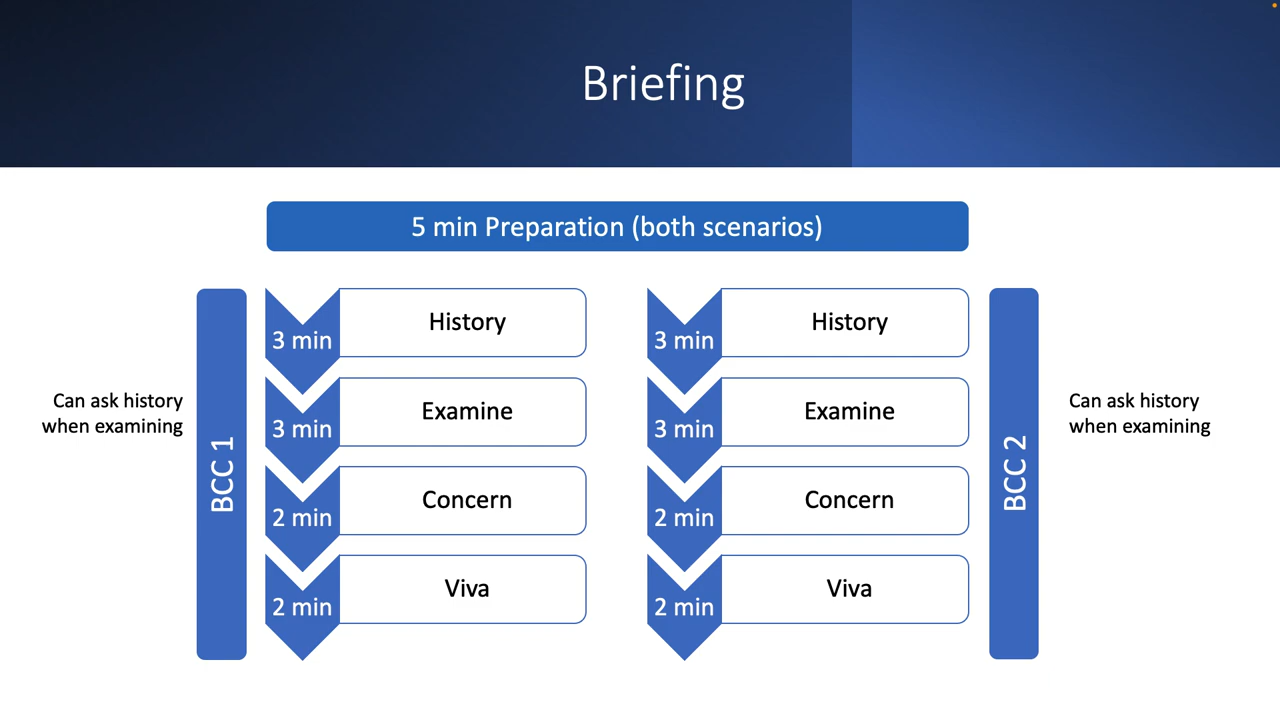 Briefing
5 min Preparation (both scenarios)
BCC 1
Can ask history
when examining
3 min
History
3 min
Examine
2 min
Concern
2 min
Viva
3 min
History
3 min
Examine
2 min
Concern
2 min
Viva
BCC 2
Can ask history
when examining